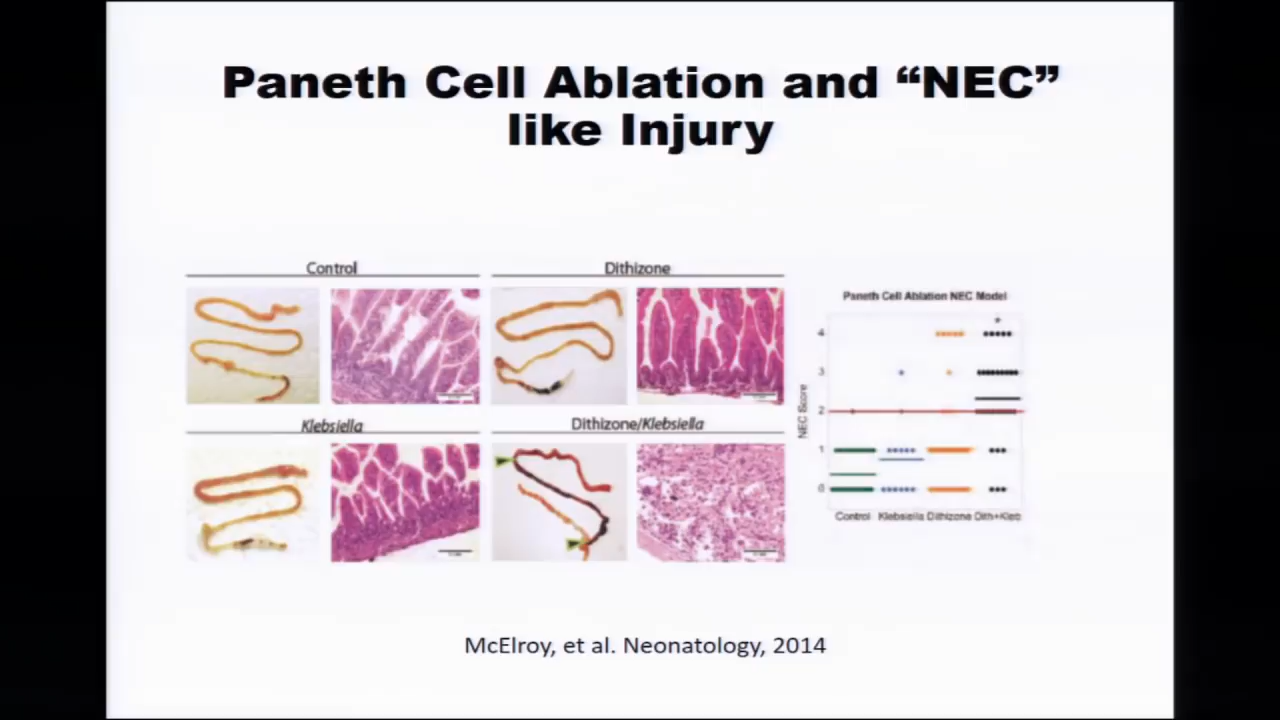 Paneth Cell Ablation and “NEC”
like Injury
Control
Dithizone
Klebsiella
Dithizone/Klebsiella
Paneth Cell Ablation NEC Model
*
NEC Score
4
3
2
1
0
Control Klebsiella Dithizone Dith+Kleb
McElroy, et al. Neonatology, 2014